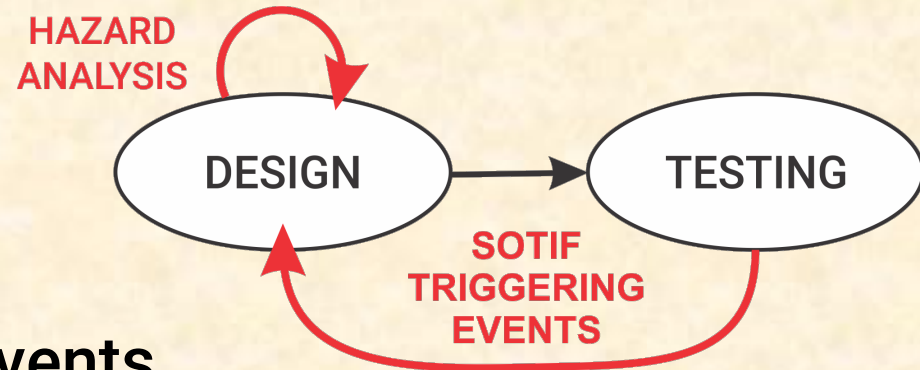 HAZARD
ANALYSIS
DESIGN
TESTING
SOTIF
TRIGGERING
EVENTS